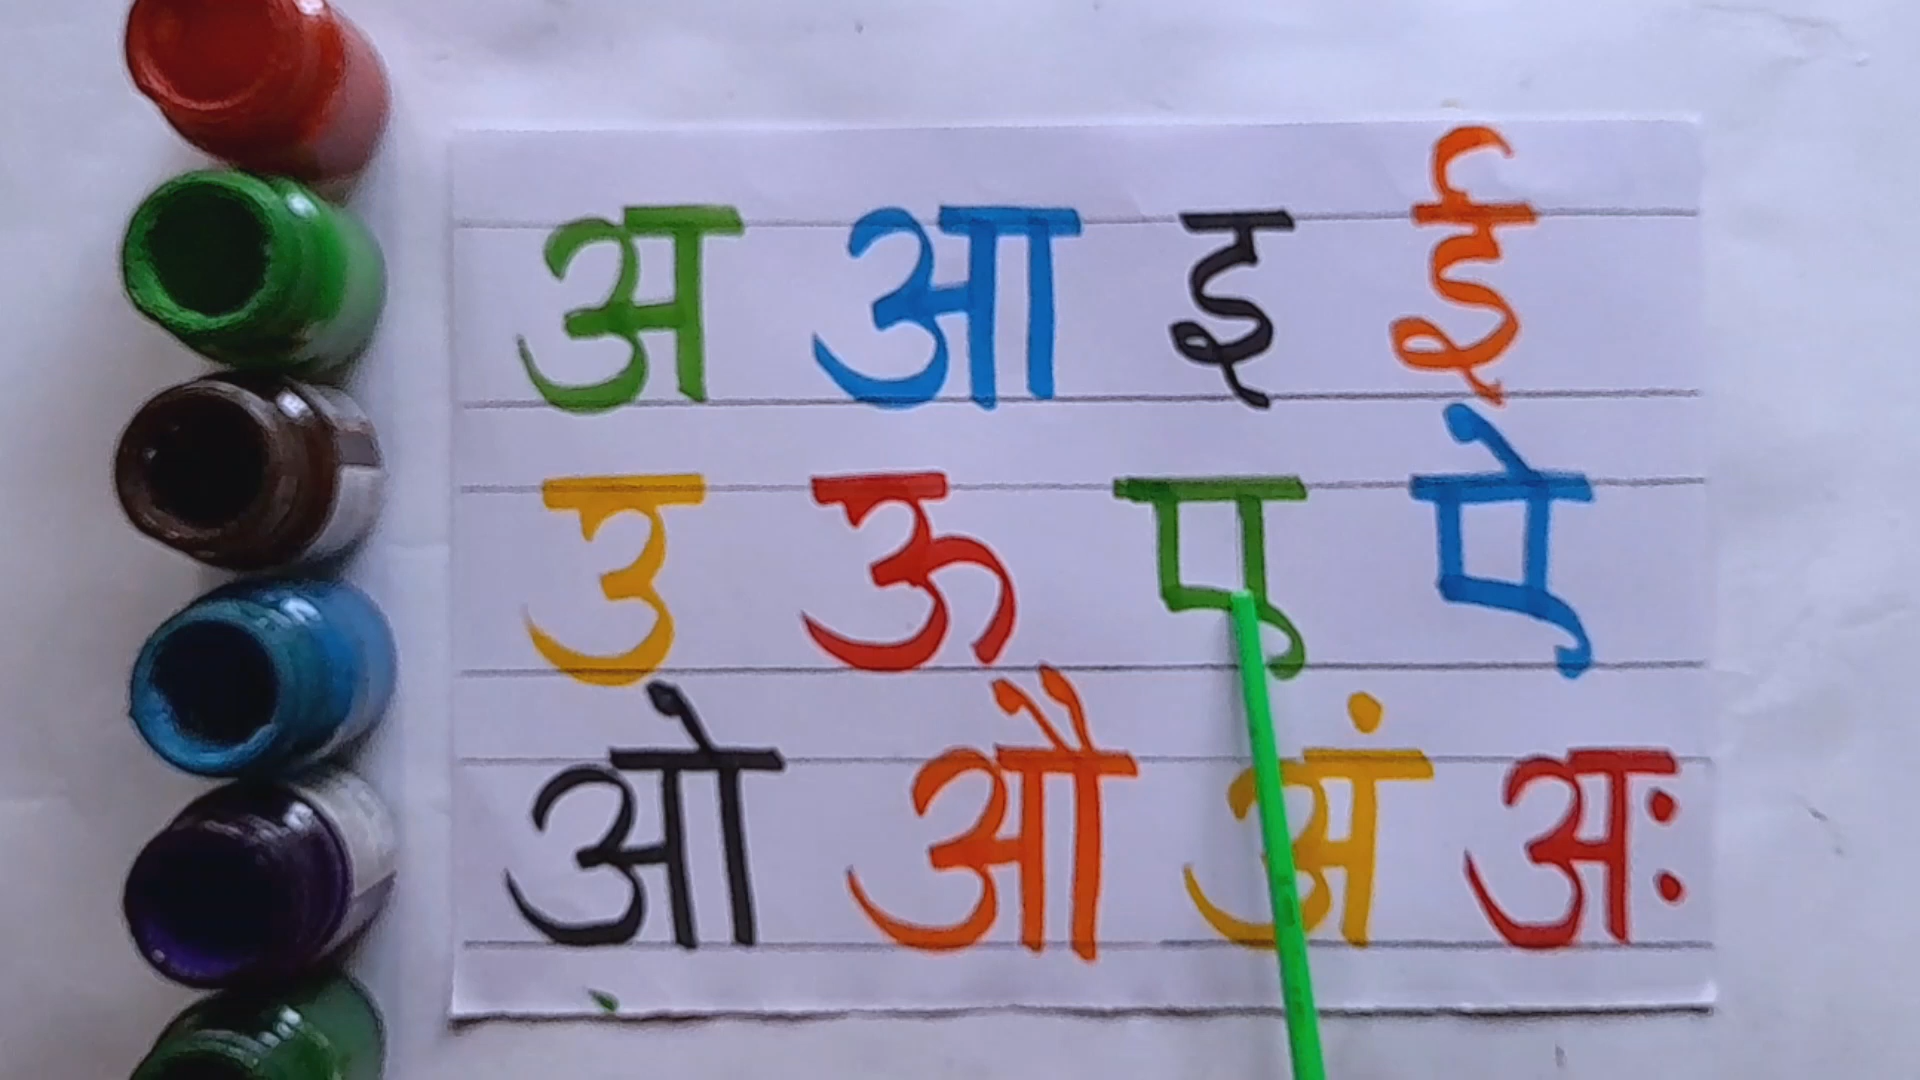 अ आ इ ई
उ ऊ ए ऐ
ओ औ अं अः